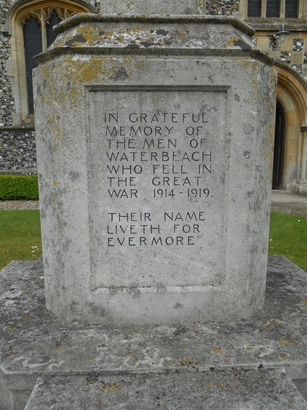 IN GRATEFUL
MEMORY OF
THE MEN OF
WATERBEACH
WHO FELL IN
THE GREAT
WAR 1914-1919.
THEIR NAME
LIVETH FOR
EVERMORE